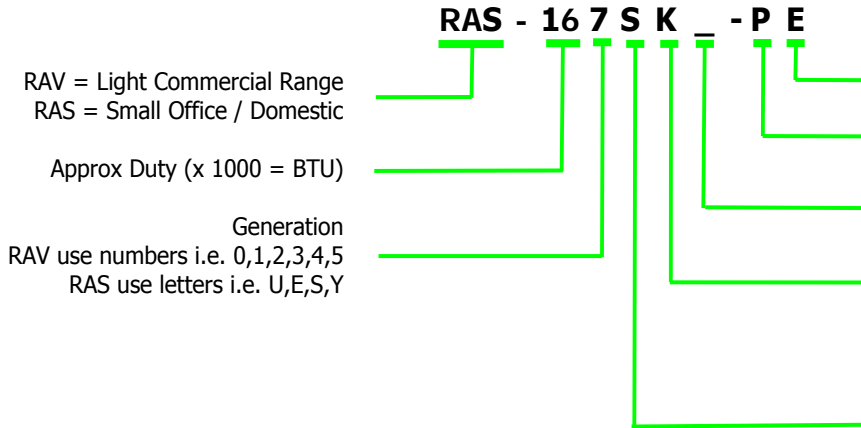 RAS - 16 7 S K _ - P E
RAV = Light Commercial Range
RAS = Small Office / Domestic
Approx Duty (x 1000 = BTU)
Generation
RAV use numbers i.e. 0,1,2,3,4,5
RAS use letters i.e. U,E,S,Y